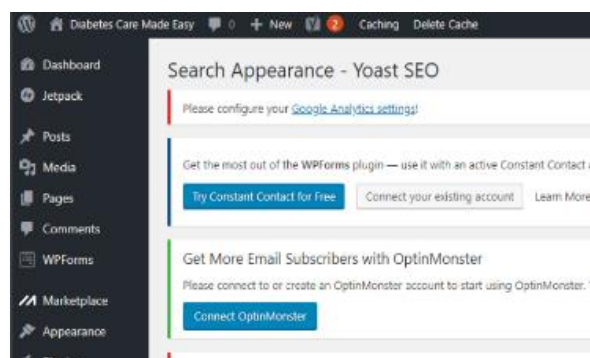 Diabetes Care Made Easy 0 + New 2 Caching Delete Cache
Dashboard
Jetpack
Posts
Media
Pages
Comments
WPForms
Marketplace
Appearance
Search Appearance - Yoast SEO
Please configure your Google Analytics settings!
Get the most out of the WPForms plugin — use it with an active Constant Contact
Try Constant Contact for Free Connect your existing account Learn More
Get More Email Subscribers with OptinMonster
Please connect to or create an OptinMonster account to start using OptinMonster.
Connect OptinMonster